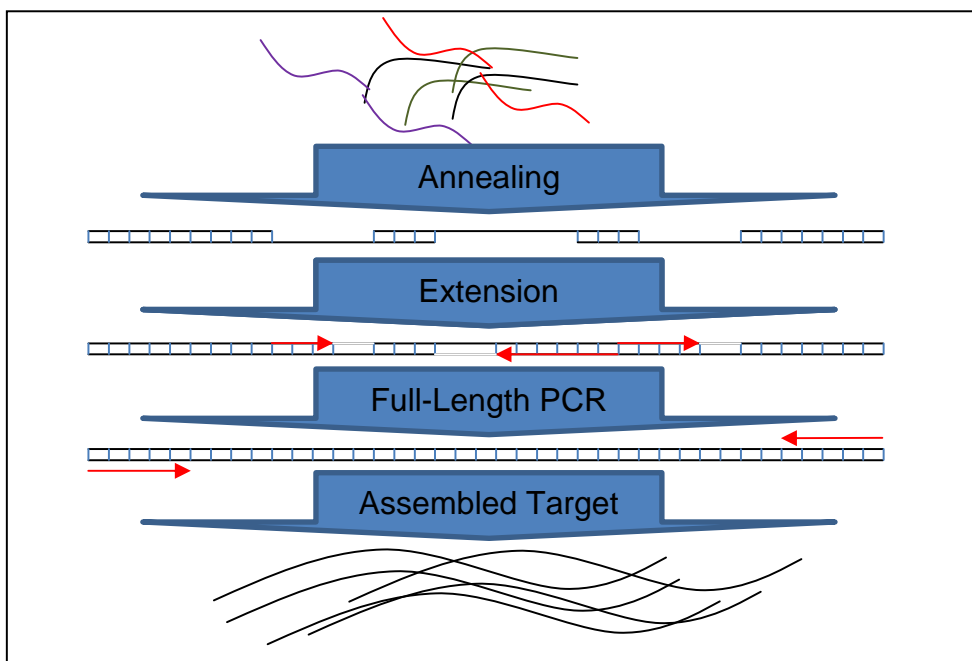 Annealing
Extension
Full-Length PCR
Assembled Target